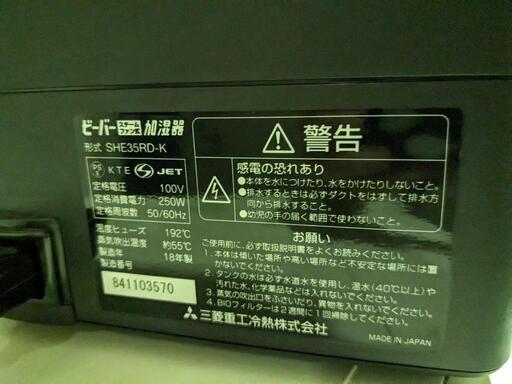 ビーバー スチームファン 加湿器
形式 SHE35RD-K
PS E KTE S JET
定格電圧 100V
定格消費電力 250W
定格周波数 50/60Hz
温度ヒューズ 192℃
蒸気吹出温度 約55℃
製造年 18年製
製造番号
841103570
警告
感電の恐れあり
●本体を水につけたり、水をかけたりしないこと。
●排水するときは必ずダクトをはずして排水方
向から排水すること。
●幼児の手の届く範囲で使わないこと。
お願い
ご使用前に、必ず取扱説明書をよくお読みください。
1.本体は傾いた場所や高い場所など不安定な場所には置
かないでください。
2.タンクの水は必ず水道水を使用し、温水(40℃以上)や
汚れた水、化学薬品などは入れないでください。
3.蒸気の吹出口をふさいだり、異物を入れないでください。
4.BIOフィルターは2週間に1回掃除してください。
三菱重工冷熱株式会社
MADE IN JAPAN